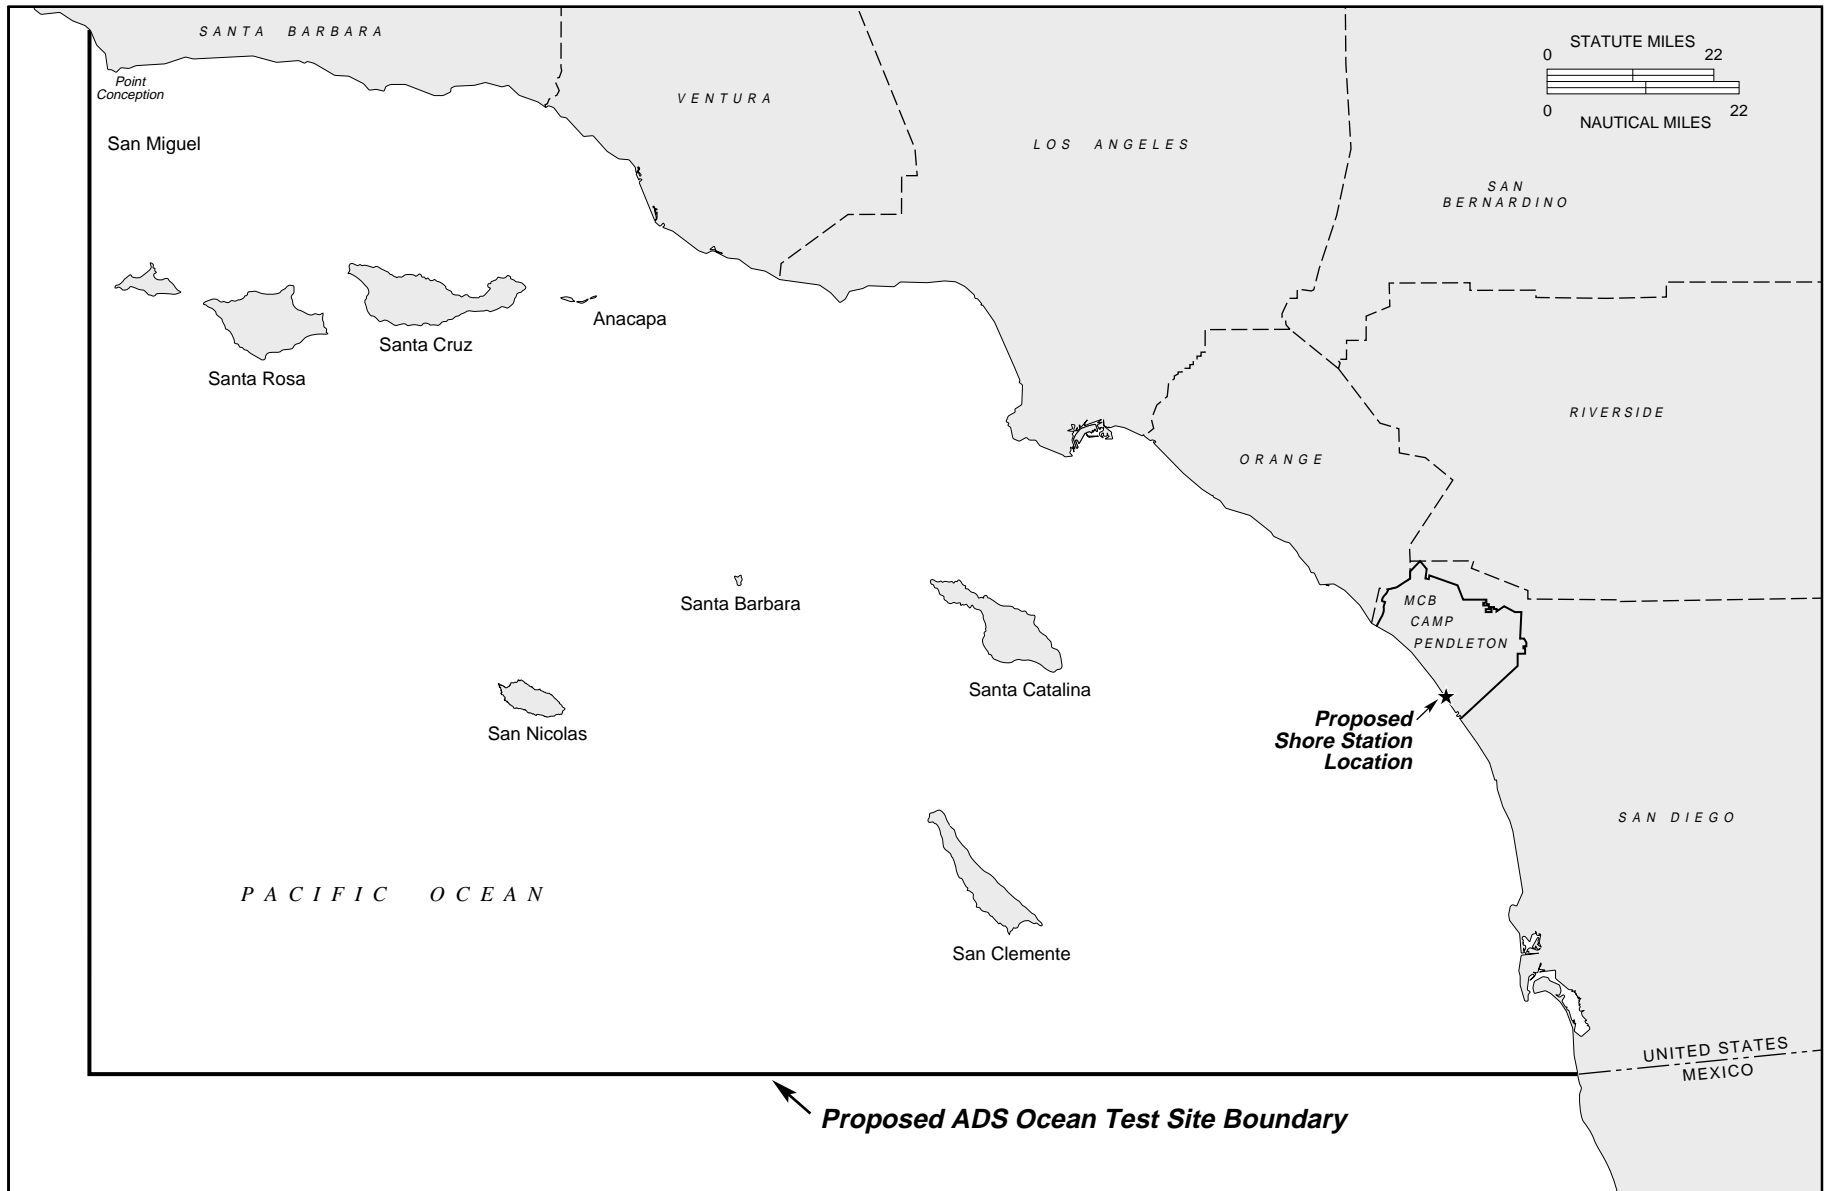 SANTA BARBARA
STATUTE MILES
0 22
0 22
NAUTICAL MILES
Point
Conception
VENTURA
San Miguel
LOS ANGELES
SAN
BERNARDINO
Anacapa
Santa Cruz
Santa Rosa
RIVERSIDE
ORANGE
Santa Barbara
MCB
CAMP
PENDLETON
Santa Catalina
San Nicolas
Proposed
Shore Station
Location
SAN DIEGO
PACIFIC OCEAN
San Clemente
UNITED STATES
MEXICO
Proposed ADS Ocean Test Site Boundary